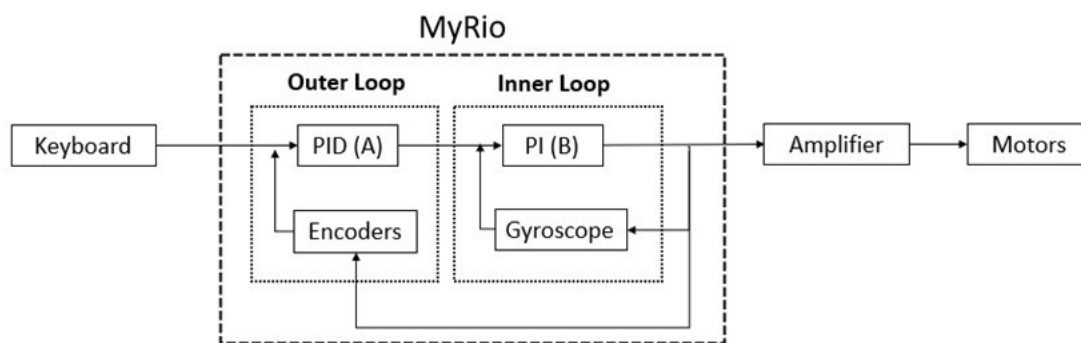 MyRio
Outer Loop
Inner Loop
Keyboard
PID (A)
PI (B)
Amplifier
Motors
Encoders
Gyroscope